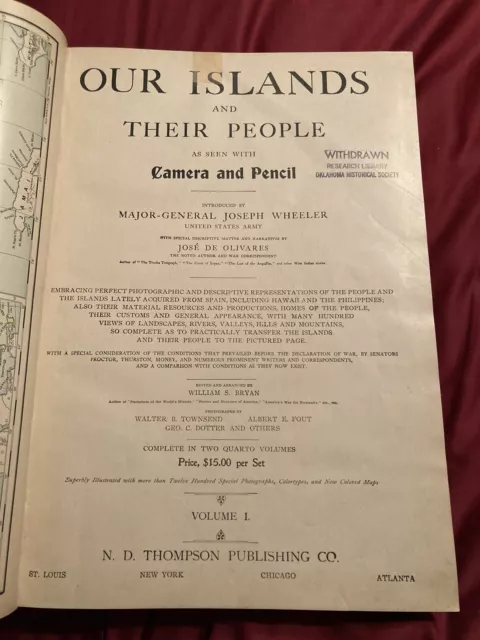 OUR ISLANDS
AND
THEIR PEOPLE
AS SEEN WITH
Camera and Pencil
WITHDRAWN
RESEARCH LIBRARY
OKLAHOMA HISTORICAL SOCIETY
INTRODUCED BY
MAJOR-GENERAL JOSEPH WHEELER
UNITED STATES ARMY
WITH SPECIAL DESCRIPTIVE MATTER AND NARRATIVES BY
JOSÉ DE OLIVARES
THE NOTED AUTHOR AND WAR CORRESPONDENT
EMBRACING PERFECT PHOTOGRAPHIC AND DESCRIPTIVE REPRESENTATIONS OF THE PEOPLE AND
THE ISLANDS LATELY ACQUIRED FROM SPAIN, INCLUDING HAWAII AND THE PHILIPPINES;
ALSO THEIR MATERIAL RESOURCES AND PRODUCTIONS, HOMES OF THE PEOPLE,
THEIR CUSTOMS AND GENERAL APPEARANCE, WITH MANY HUNDRED
VIEWS OF LANDSCAPES, RIVERS, VALLEYS, HILLS AND MOUNTAINS,
SO COMPLETE AS TO PRACTICALLY TRANSFER THE ISLANDS
AND THEIR PEOPLE TO THE PICTURED PAGE.
WITH A SPECIAL CONSIDERATION OF THE CONDITIONS THAT PREVAILED BEFORE THE DECLARATION OF WAR, BY SENATORS
PROCTOR, THURSTON, MONEY, AND NUMEROUS PROMINENT WRITERS AND CORRESPONDENTS,
AND A COMPARISON WITH CONDITIONS AS THEY NOW EXIST.
EDITED AND ARRANGED BY
WILLIAM S. BRYAN
PHOTOGRAPHS BY
WALTER B. TOWNSEND ALBERT E. FOUT
GEO. C. DOTTER AND OTHERS
COMPLETE IN TWO QUARTO VOLUMES
Price, $15.00 per Set
Superbly Illustrated with more than Twelve Hundred Special Photographs, Colortypes, and New Colored Maps
VOLUME I.
N. D. THOMPSON PUBLISHING CO.
ST. LOUIS NEW YORK CHICAGO ATLANTA